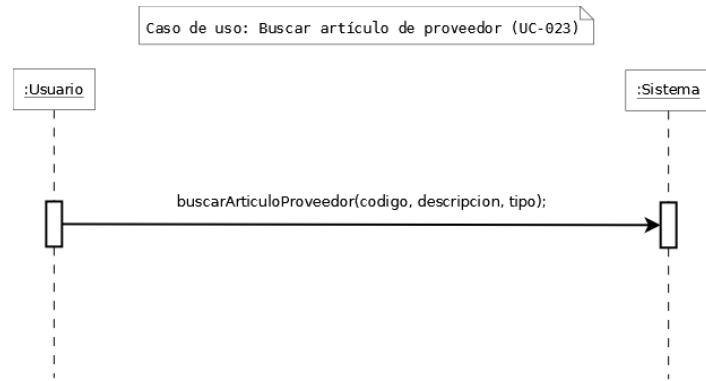 Caso de uso: Buscar artículo de proveedor (UC-023)
:Usuario
:Sistema
buscarArticuloProveedor(codigo, descripcion, tipo);